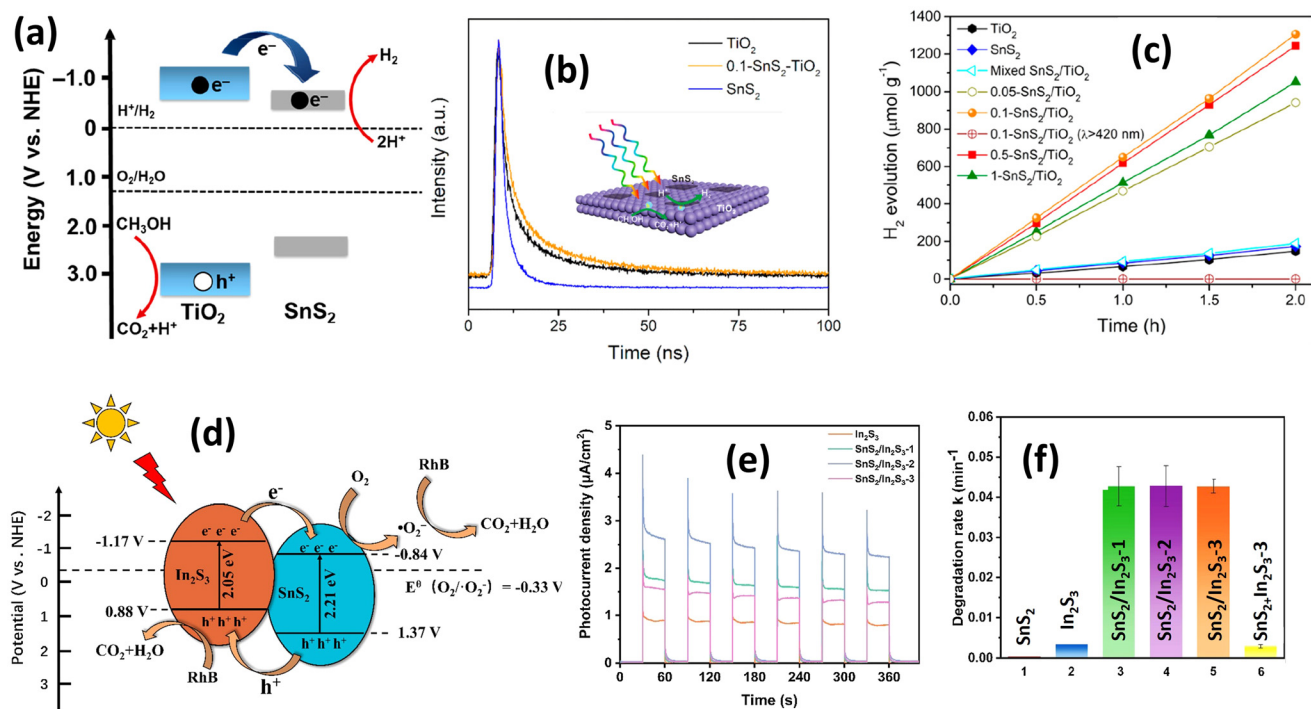 (a)
Energy (V vs. NHE)
–1.0
0
1.0
2.0
3.0
H⁺/H₂
O₂/H₂O
CH₃OH
CO₂+H⁺
e⁻
e⁻
e⁻
h⁺
H₂
2H⁺
TiO₂
SnS₂
(b)
Intensity (a.u.)
TiO₂
0.1-SnS₂-TiO₂
SnS₂
SnS₂
H⁺
H₂
TiO₂
CH₃OH
0
25
50
75
100
Time (ns)
(c)
H₂ evolution (μmol g⁻¹)
1400
1200
1000
800
600
400
200
0
TiO₂
SnS₂
Mixed SnS₂/TiO₂
0.05-SnS₂/TiO₂
0.1-SnS₂/TiO₂
0.1-SnS₂/TiO₂ (λ>420 nm)
0.5-SnS₂/TiO₂
1-SnS₂/TiO₂
0.0
0.5
1.0
1.5
2.0
Time (h)
(d)
Potential (V vs. NHE)
-2
-1
0
1
2
3
-1.17 V
0.88 V
e⁻
e⁻ e⁻ e⁻
In₂S₃
2.05 eV
h⁺ h⁺ h⁺
CO₂+H₂O
RhB
h⁺
e⁻ e⁻ e⁻
SnS₂
2.21 eV
h⁺ h⁺ h⁺
O₂
•O₂⁻
RhB
CO₂+H₂O
-0.84 V
E⁰ (O₂/·O₂⁻) = -0.33 V
1.37 V
(e)
Photocurrent density (μA/cm²)
5
4
3
2
1
0
In₂S₃
SnS₂/In₂S₃-1
SnS₂/In₂S₃-2
SnS₂/In₂S₃-3
0
60
120
180
240
300
360
Time (s)
(f)
Degradation rate k (min⁻¹)
0.06
0.05
0.04
0.03
0.02
0.01
0.00
SnS₂
In₂S₃
SnS₂/In₂S₃-1
SnS₂/In₂S₃-2
SnS₂/In₂S₃-3
SnS₂₊In₂S₃-3
1
2
3
4
5
6